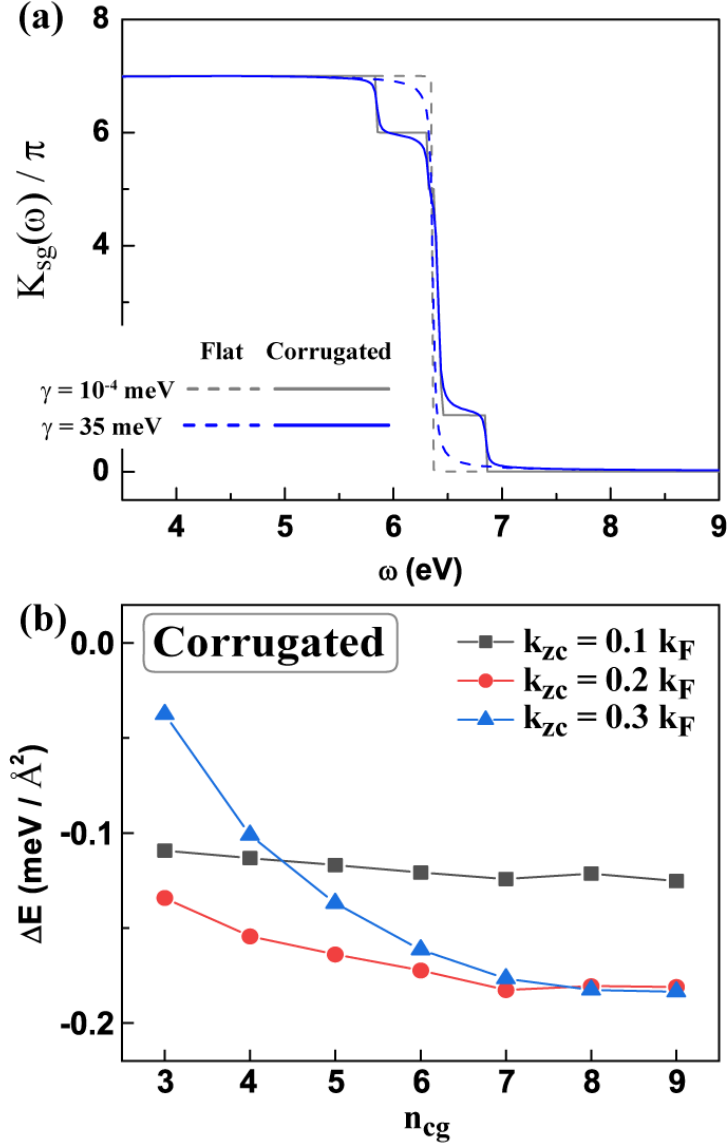 (a)
8
6
4
2
0
K_sg(ω) / π
Flat Corrugated
γ = 10⁻⁴ meV
γ = 35 meV
4 5 6 7 8 9
ω (eV)
(b)
Corrugated
k_zc = 0.1 k_F
k_zc = 0.2 k_F
k_zc = 0.3 k_F
0.0
-0.1
-0.2
ΔE (meV / Å²)
3 4 5 6 7 8 9
n_cg